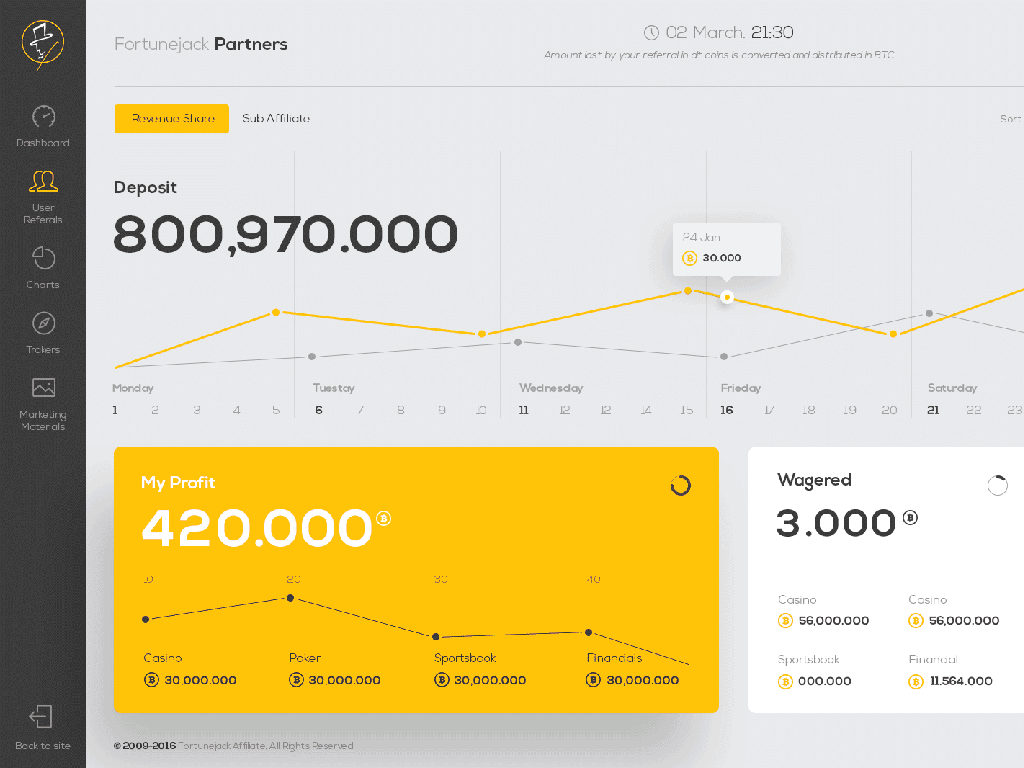 Fortunejack Partners
02 March, 21:30
Amount lost by your referral in alt coins is converted and distributed in BTC
Dashboard
User
Referals
Charts
Trakers
Marketing
Materials
Back to site
Revenue Share
Sub Affiliate
Sort
Deposit
800,970.000
24 Jan
30.000
Monday
Tuestay
Wednesday
Frieday
Saturday
1 2 3 4 5 6 7 8 9 10 11 12 12 14 15 16 17 18 19 20 21 22 23
My Profit
420.000
10 20 30 40
Casino
Poker
Sportsbook
Financials
30.000.000
30,000.000
30,000.000
30,000.000
Wagered
3.000
Casino
Casino
56,000.000
56,000.000
Sportsbook
Financial
000.000
11.564.000
© 2009-2016 Fortunejack Affilate, All Rights Reserved